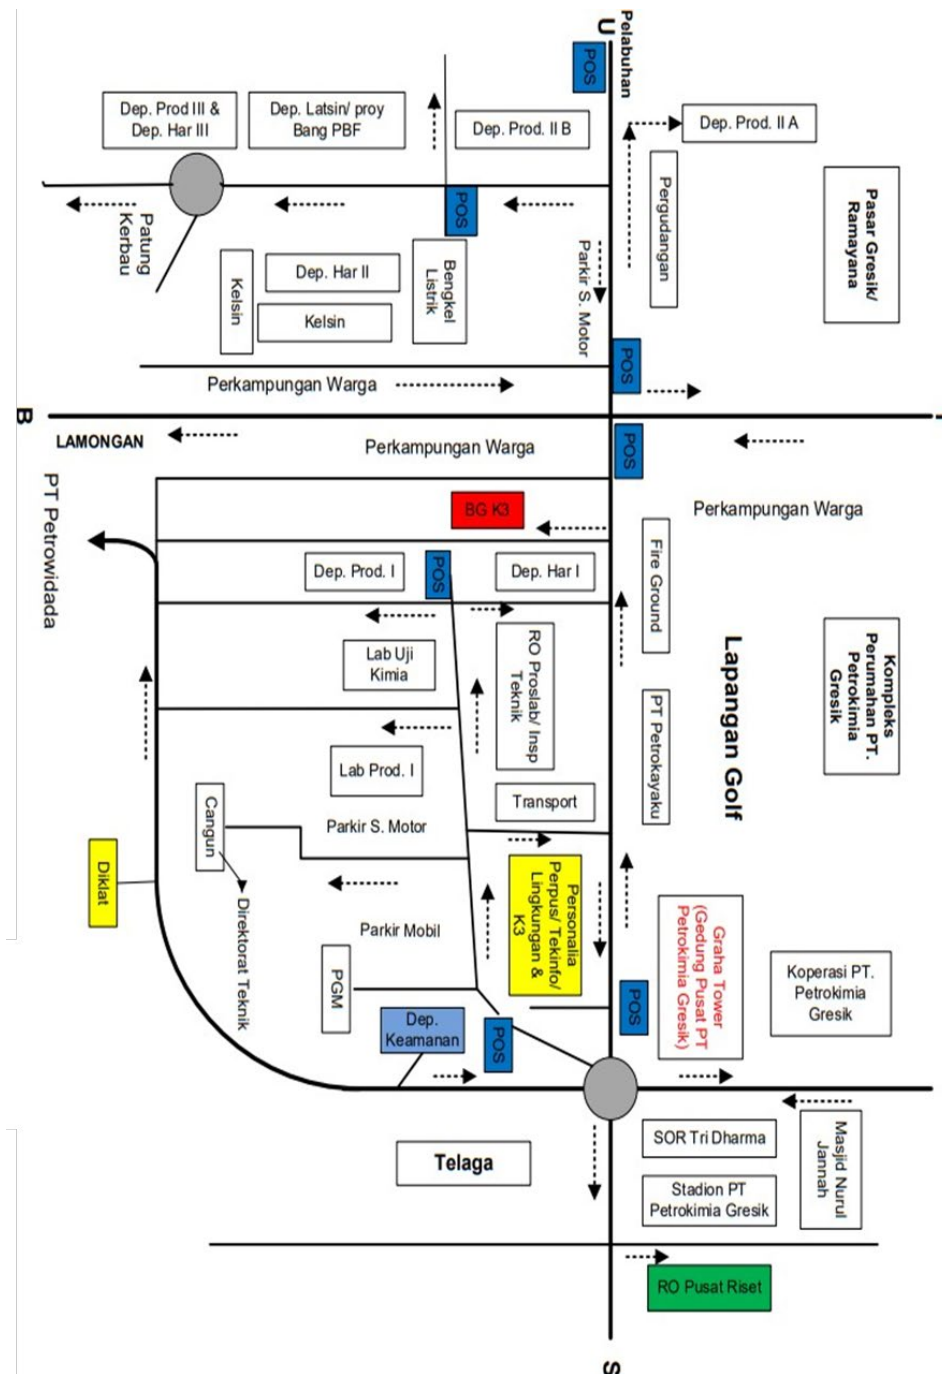 U
Pelabuhan
POS
Dep. Prod III &
Dep. Har III
Dep. Latsin/ proy
Bang PBF
Dep. Prod. II B
Dep. Prod. II A
Pergudangan
Pasar Gresik/
Ramayana
POS
Patung
Kerbau
Kelsin
Dep. Har II
Kelsin
Bengkel
Listrik
Parkir S. Motor
POS
Perkampungan Warga
B
LAMONGAN
Perkampungan Warga
POS
PT Petrowidada
BG K3
Perkampungan Warga
Dep. Prod. I
POS
Dep. Har I
Fire Ground
Lab Uji
Kimia
RO Proslab/ Insp
Teknik
Lapangan Golf
Kompleks
Perumahan PT.
Petrokimia
Gresik
PT Petrokayaku
Lab Prod. I
Transport
Cangun
Parkir S. Motor
Diklat
Direktorat Teknik
Parkir Mobil
Personalia
Perpus/ Tekinfo/
Lingkungan &
K3
Graha Tower
(Gedung Pusat PT
Petrokimia Gresik)
Koperasi PT.
Petrokimia
Gresik
PGM
POS
Dep.
Keamanan
POS
SOR Tri Dharma
Masjid Nurul
Jannah
Telaga
Stadion PT
Petrokimia Gresik
RO Pusat Riset
S